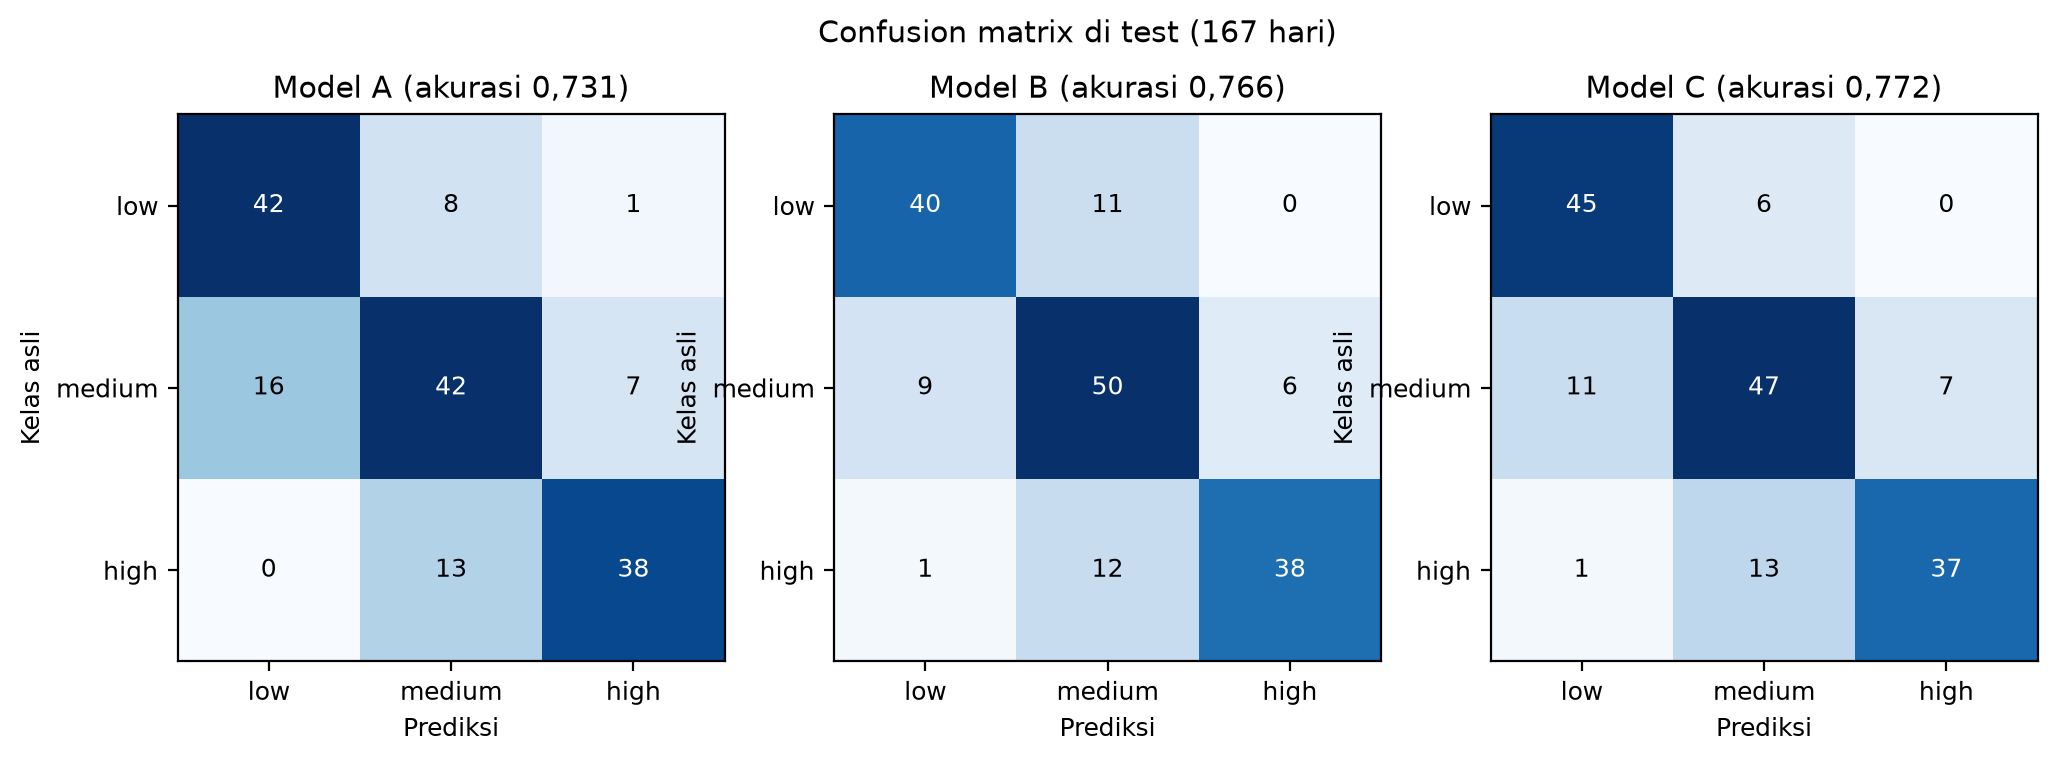 Confusion matrix di test (167 hari)
Model A (akurasi 0,731)
Kelas asli
low 42 8 1
medium 16 42 7
high 0 13 38
low medium high
Prediksi
Model B (akurasi 0,766)
Kelas asli
low 40 11 0
medium 9 50 6
high 1 12 38
low medium high
Prediksi
Model C (akurasi 0,772)
Kelas asli
low 45 6 0
medium 11 47 7
high 1 13 37
low medium high
Prediksi